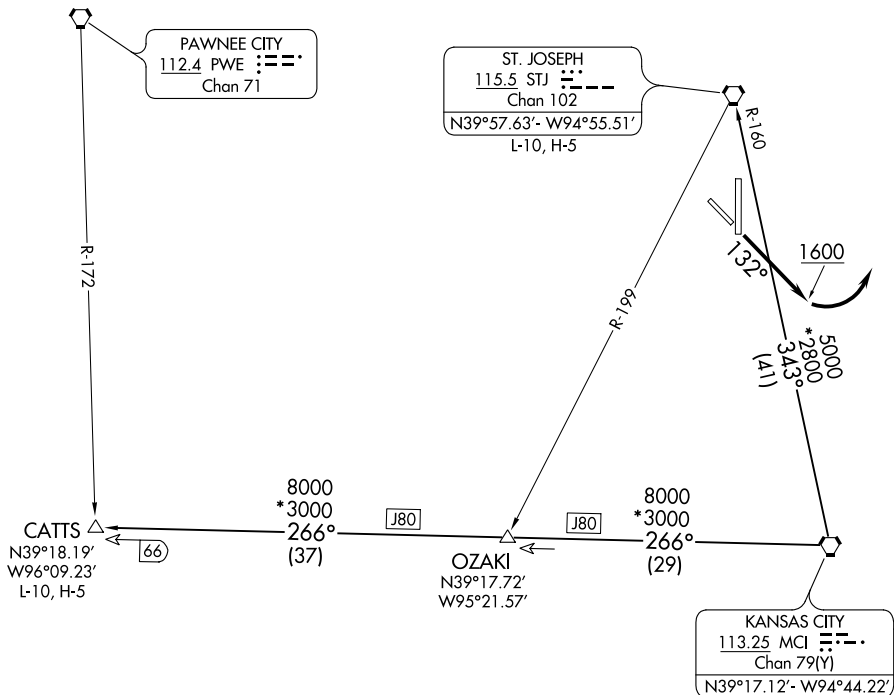 PAWNEE CITY
112.4 PWE
Chan 71
ST. JOSEPH
115.5 STJ
Chan 102
N39°57.63'- W94°55.51'
L-10, H-5
R-160
132°
1600
R-172
R-199
5000
*2800
343°
(41)
8000
*3000
266°
(37)
J80
J80
8000
*3000
266°
(29)
CATTS
N39°18.19'
W96°09.23'
L-10, H-5
66
OZAKI
N39°17.72'
W95°21.57'
KANSAS CITY
113.25 MCI
Chan 79(Y)
N39°17.12'- W94°44.22'